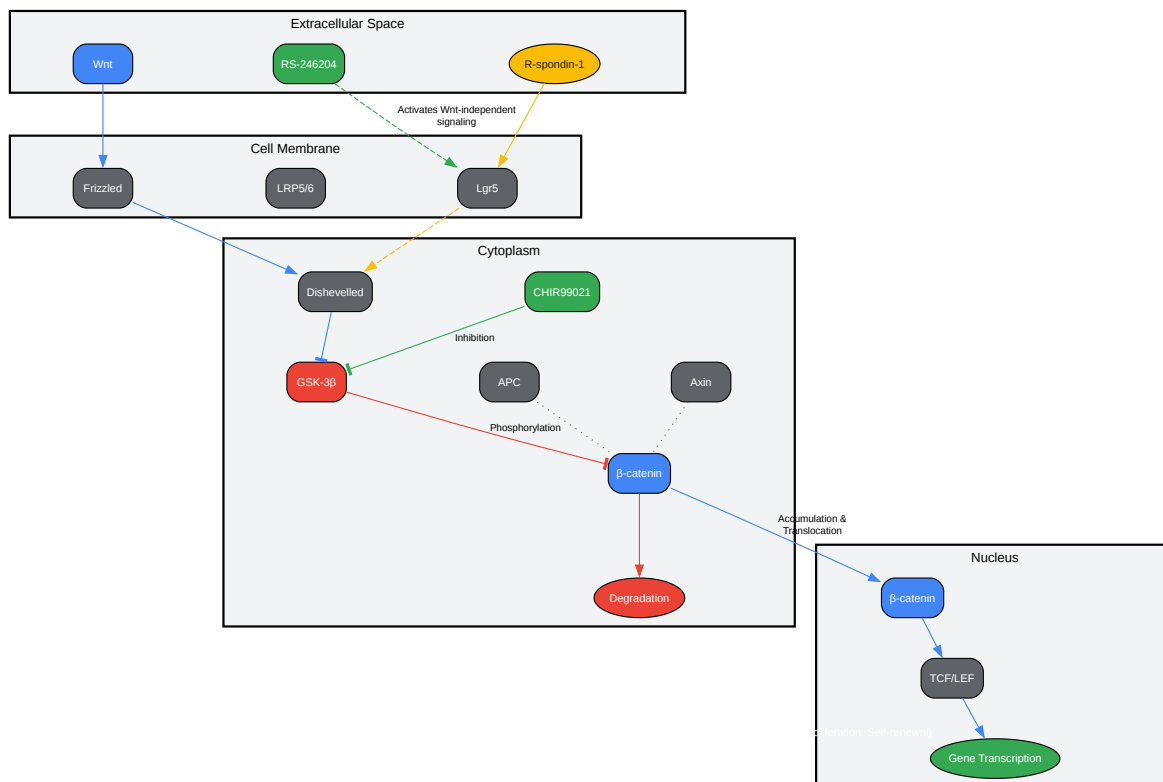 Extracellular Space
Wnt
RS-246204
R-spondin-1
Activates Wnt-independent
signaling
Cell Membrane
Frizzled
LRP5/6
Lgr5
Cytoplasm
Dishevelled
CHIR99021
Inhibition
GSK-3β
APC
Axin
Phosphorylation
β-catenin
Accumulation &
Translocation
Nucleus
Degradation
β-catenin
TCF/LEF
renewal)
Gene Transcription